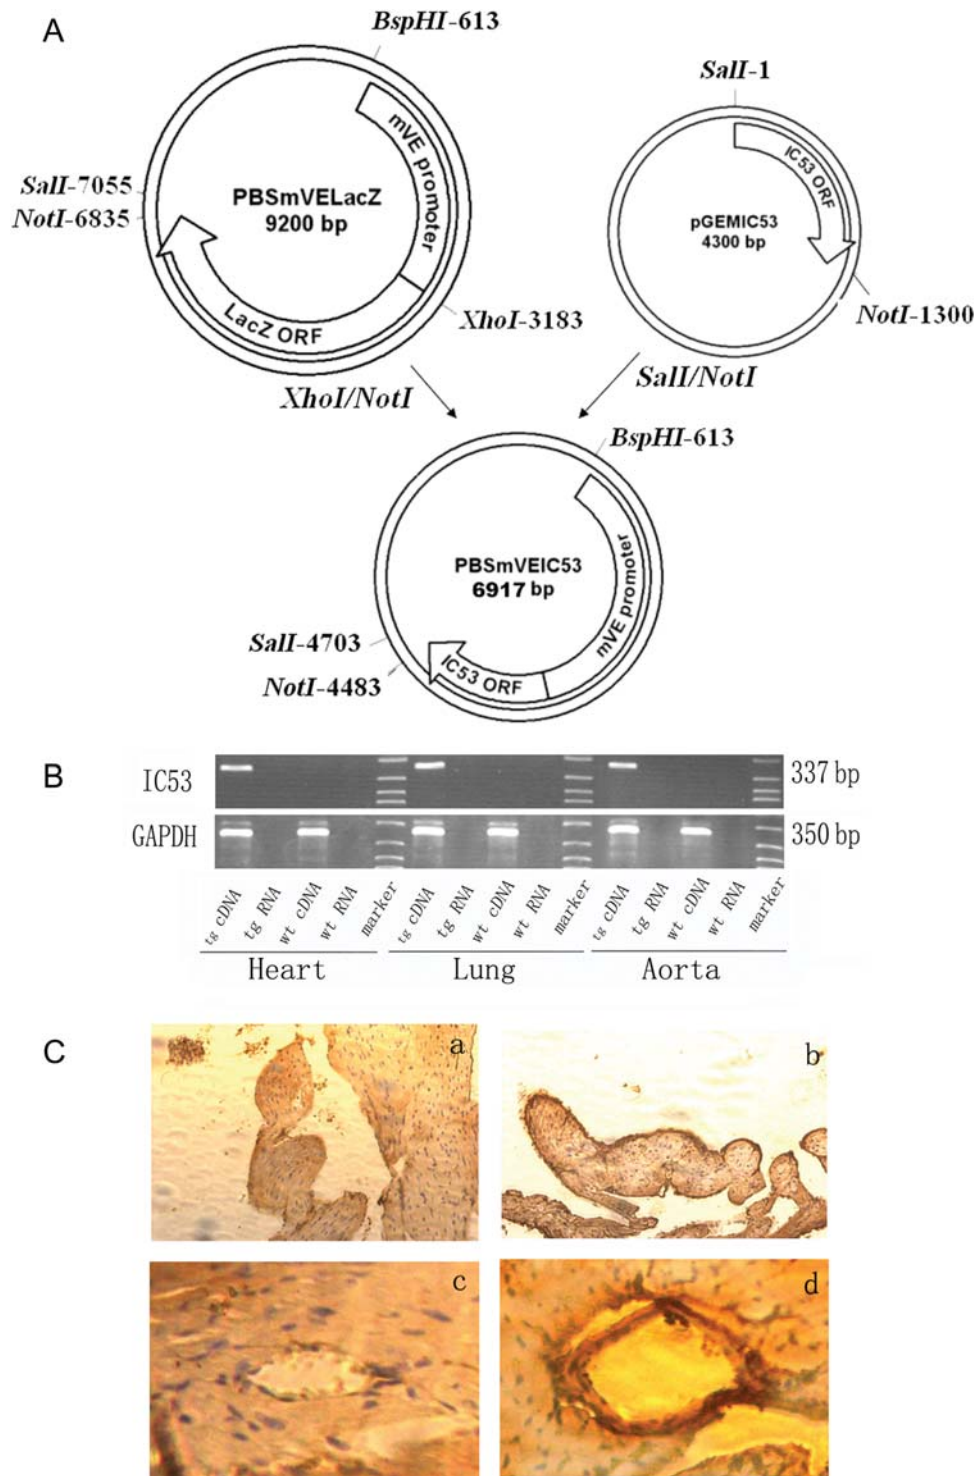 A
BspHI-613
SalI-1
mVE promoter
IC53 ORF
SalI-7055
NotI-6835
PBSmVELacZ
9200 bp
pGEMIC53
4300 bp
LacZ ORF
XhoI-3183
NotI-1300
XhoI/NotI
SalI/NotI
BspHI-613
PBSmVEIC53
6917 bp
mVE promoter
SalI-4703
NotI-4483
IC53 ORF
B
IC53
337 bp
GAPDH
350 bp
tg cDNA
tg RNA
wt cDNA
wt RNA
marker
tg cDNA
tg RNA
wt cDNA
wt RNA
marker
tg cDNA
tg RNA
wt cDNA
wt RNA
marker
Heart
Lung
Aorta
C
a
b
c
d